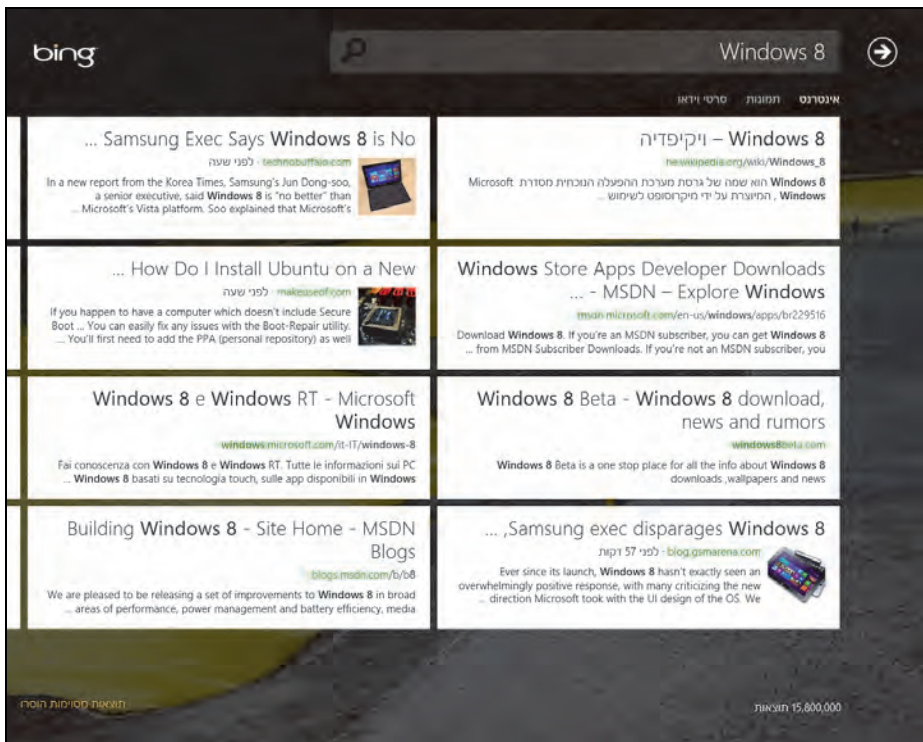 bing
Windows 8
אינטרנט תמונות סרטי וידאו
Windows 8 – ויקיפדיה
he.wikipedia.org/wiki/Windows_8
Windows 8 הוא שמה של גרסת מערכת ההפעלה הנוכחית מסדרת Microsoft
Windows , המיוצרת על ידי מיקרוסופט לשימוש ...
Windows Store Apps Developer Downloads
... - MSDN – Explore Windows
msdn.microsoft.com/en-us/windows/apps/br229516
Download Windows 8. If you're an MSDN subscriber, you can get Windows 8
... from MSDN Subscriber Downloads. If you're not an MSDN subscriber, you
Windows 8 Beta - Windows 8 download,
news and rumors
windows8beta.com
Windows 8 Beta is a one stop place for all the info about Windows 8
downloads ,wallpapers and news
... ,Samsung exec disparages Windows 8
blog.gsmarena.com · לפני 57 דקות
Ever since its launch, Windows 8 hasn't exactly seen an
overwhelmingly positive response, with many criticizing the new
... direction Microsoft took with the UI design of the OS. We
... Samsung Exec Says Windows 8 is No
technobuffalo.com · לפני שעה
In a new report from the Korea Times, Samsung's Jun Dong-soo,
a senior executive, said Windows 8 is "no better" than
... Microsoft's Vista platform. Soo explained that Microsoft's
... How Do I Install Ubuntu on a New
makeuseof.com · לפני שעה
If you happen to have a computer which doesn't include Secure
Boot ... You can easily fix any issues with the Boot-Repair utility.
... You'll first need to add the PPA (personal repository) as well
Windows 8 e Windows RT - Microsoft
Windows
windows.microsoft.com/it-IT/windows-8
Fai conoscenza con Windows 8 e Windows RT. Tutte le informazioni sui PC
... Windows 8 basati su tecnologia touch, sulle app disponibili in Windows
Building Windows 8 - Site Home - MSDN
Blogs
blogs.msdn.com/b/b8
We are pleased to be releasing a set of improvements to Windows 8 in broad
... areas of performance, power management and battery efficiency, media
15,800,000 תוצאות
תוצאות מסוימות הוסרו